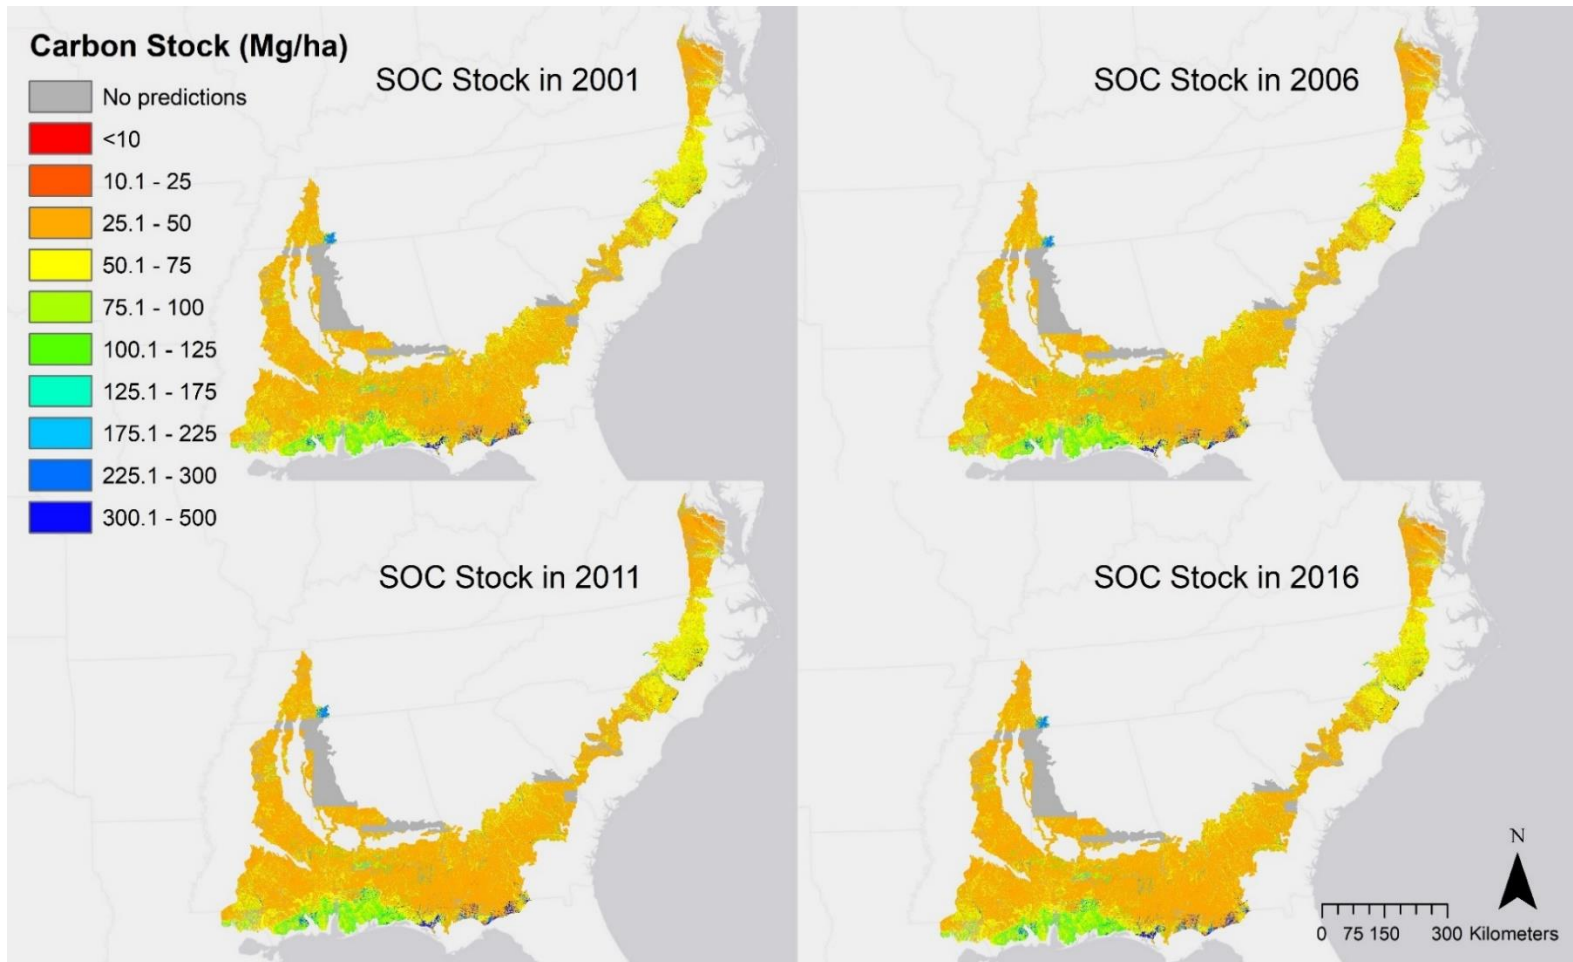 Carbon Stock (Mg/ha)
No predictions
<10
10.1 - 25
25.1 - 50
50.1 - 75
75.1 - 100
100.1 - 125
125.1 - 175
175.1 - 225
225.1 - 300
300.1 - 500
SOC Stock in 2001
SOC Stock in 2006
SOC Stock in 2011
SOC Stock in 2016
N
0 75 150 300 Kilometers